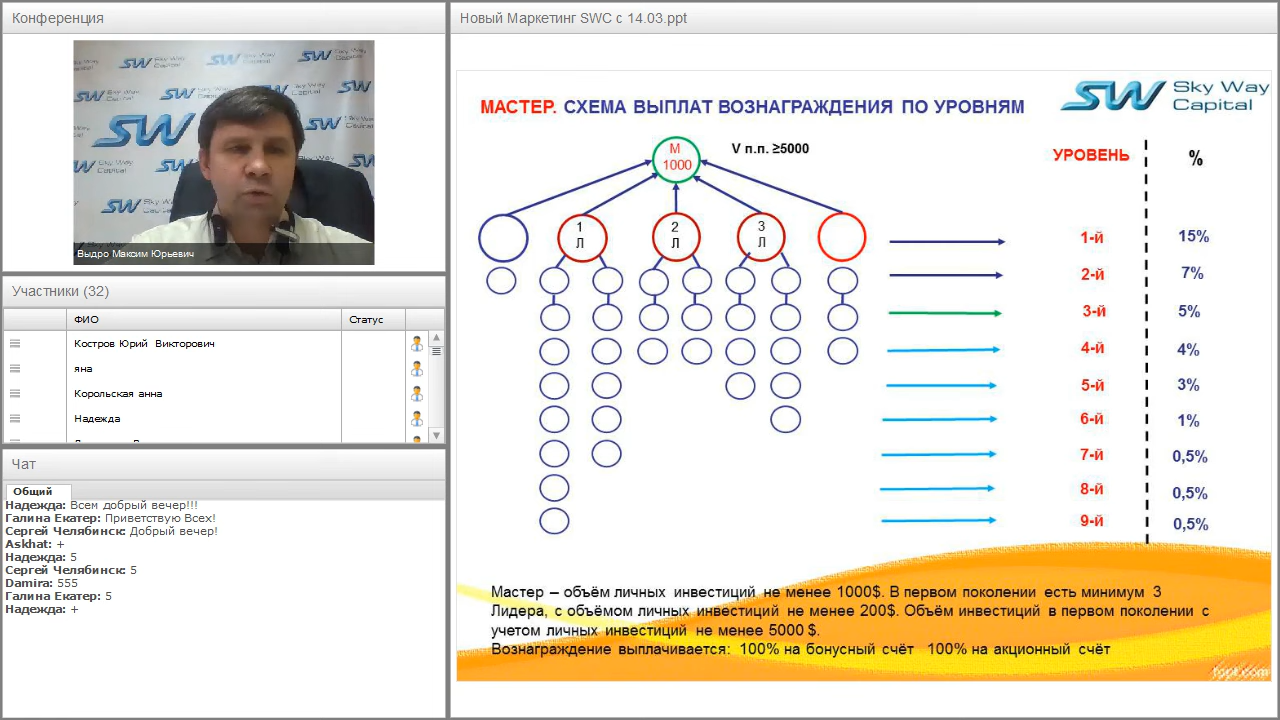 Конференция
Выдро Максим Юрьевич
Участники (32)
ФИО
Статус
Костров Юрий Викторович
яна
Корольская анна
Надежда
Чат
Общий
Надежда: Всем добрый вечер!!!
Галина Екатер: Приветствую Всех!
Сергей Челябинск: Добрый вечер!
Askhat: +
Надежда: 5
Сергей Челябинск: 5
Damira: 555
Галина Екатер: 5
Надежда: +
Новый Маркетинг SWC с 14.03.ppt
МАСТЕР. СХЕМА ВЫПЛАТ ВОЗНАГРАЖДЕНИЯ ПО УРОВНЯМ
SW Sky Way
Capital
М
1000
V п.п. ≥5000
УРОВЕНЬ %
1
Л
2
Л
3
Л
1-й 15%
2-й 7%
3-й 5%
4-й 4%
5-й 3%
6-й 1%
7-й 0,5%
8-й 0,5%
9-й 0,5%
Мастер – объём личных инвестиций не менее 1000$. В первом поколении есть минимум 3
Лидера, с объёмом личных инвестиций не менее 200$. Объём инвестиций в первом поколении с
учетом личных инвестиций не менее 5000 $.
Вознаграждение выплачивается: 100% на бонусный счёт 100% на акционный счёт
fppt.com